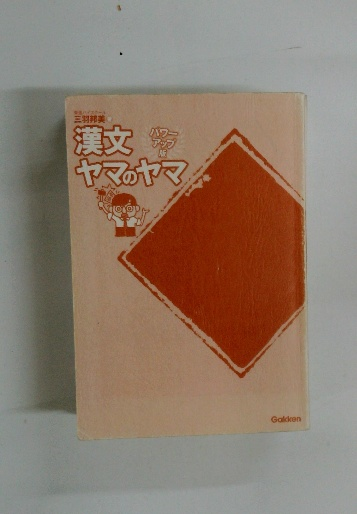 三羽邦美
漢文
ヤマのヤマ
パワー
アップ
版
Gakken